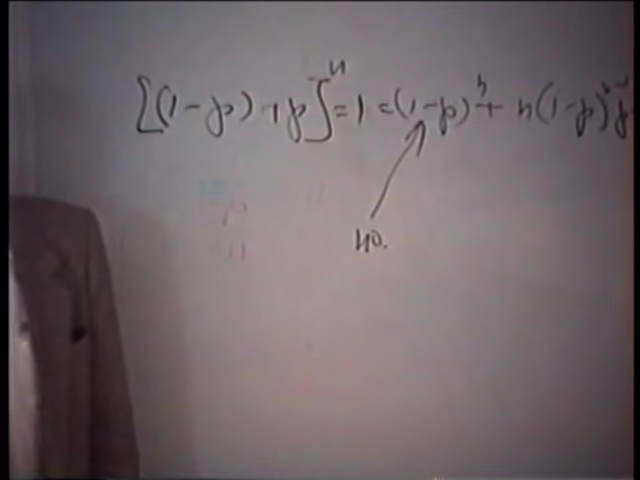 [(1-p)+p]^n = 1 = (1-p)^n + n(1-p)^{n-1}p
no.